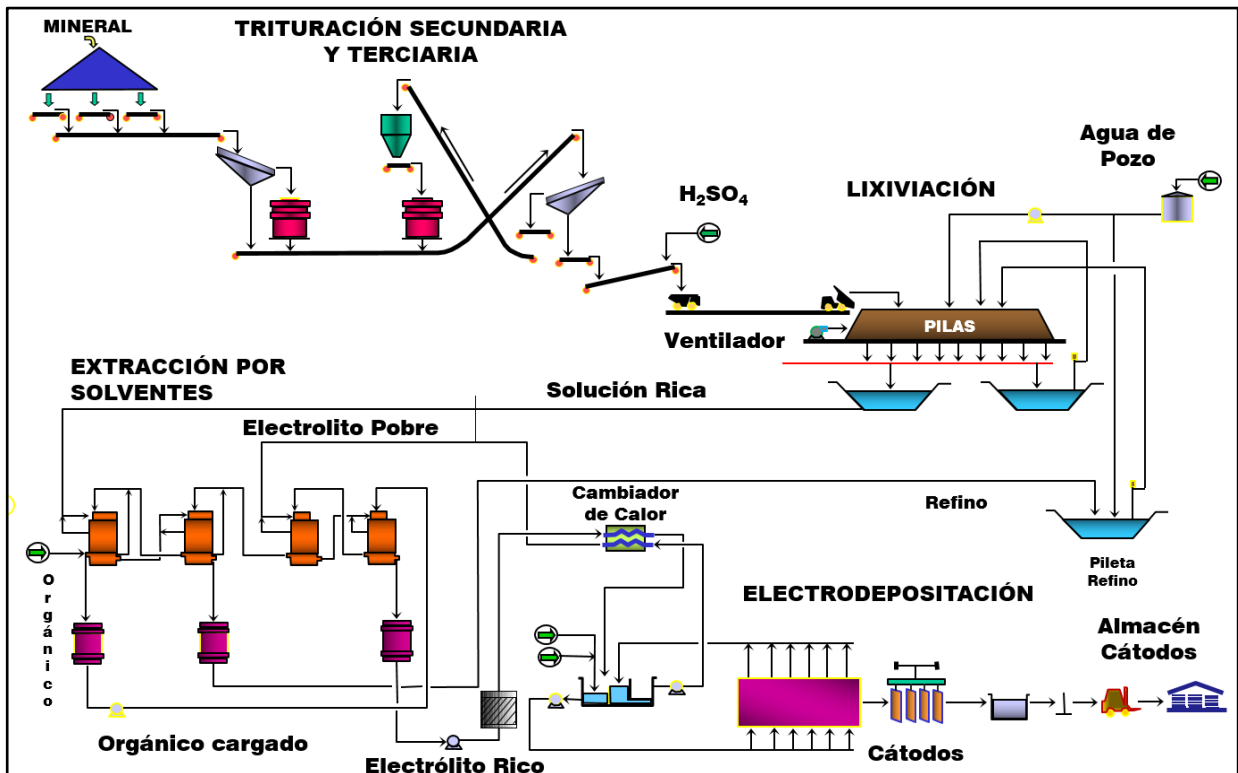 MINERAL
TRITURACIÓN SECUNDARIA
Y TERCIARIA
Agua de
Pozo
H₂SO₄
LIXIVIACIÓN
PILAS
Ventilador
EXTRACCIÓN POR
SOLVENTES
Solución Rica
Electrolito Pobre
Cambiador
de Calor
Refino
Pileta
Refino
Orgánico
ELECTRODEPOSITACIÓN
Almacén
Cátodos
Orgánico cargado
Electrólito Rico
Cátodos